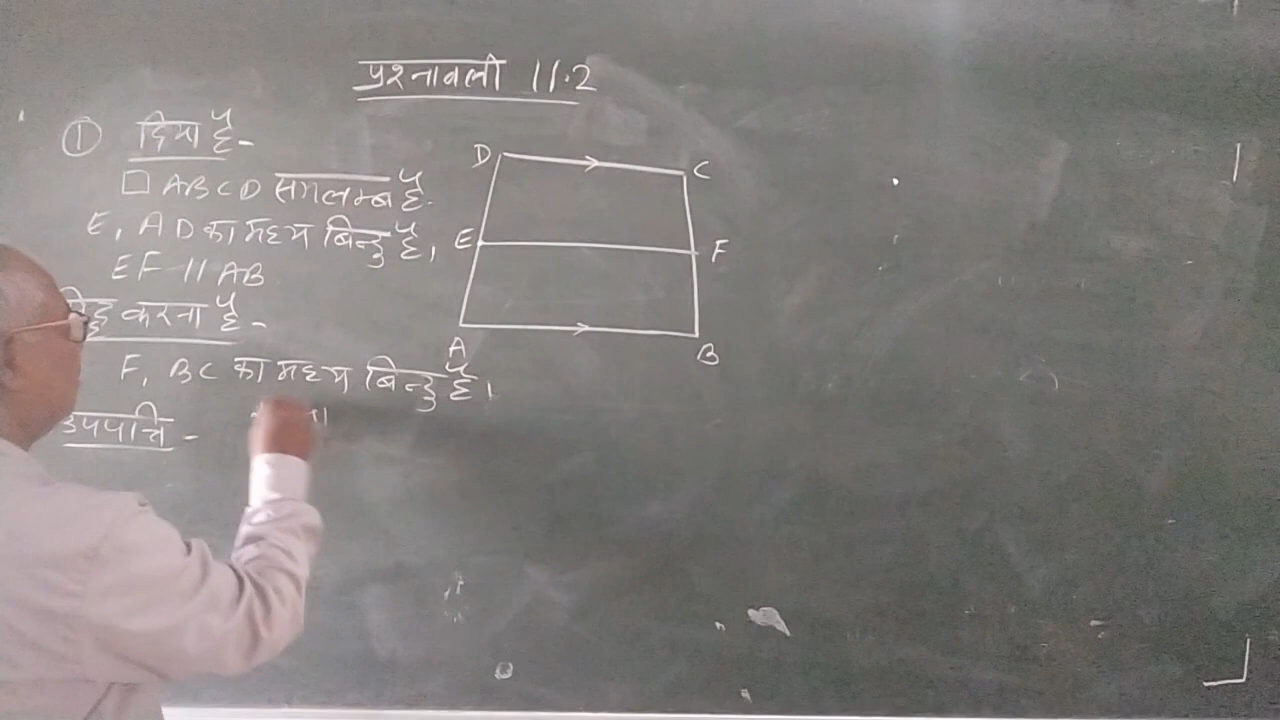 प्रश्नावली 11.2
① दिया है-
□ ABCD समलम्ब है.
E, AD का मध्य बिन्दु है,
EF || AB
करना है-
F, BC का मध्य बिन्दु है,
उपपत्ति -
D
C
E
F
A
B